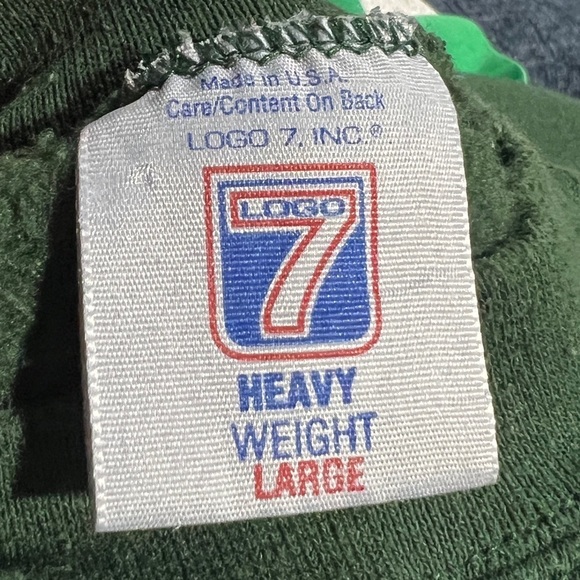 Made in U.S.A.
Care/Content On Back
LOGO 7, INC.®
LOGO
7
HEAVY
WEIGHT
LARGE